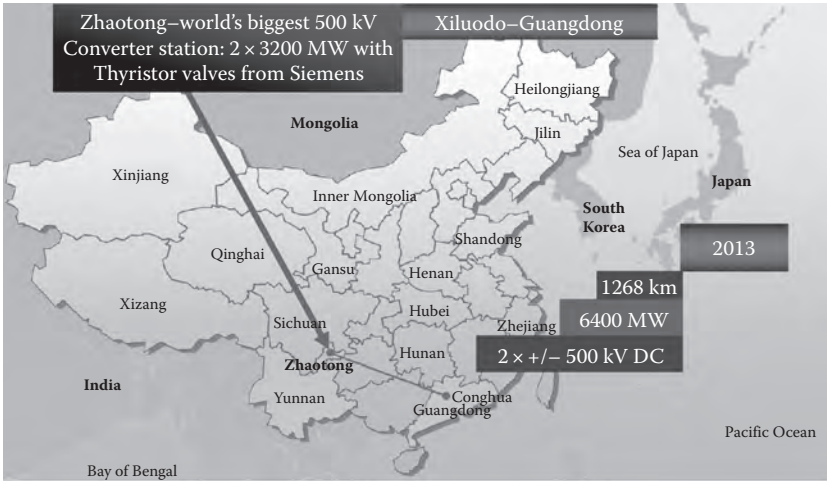 Zhaotong–world's biggest 500 kV
Converter station: 2 × 3200 MW with
Thyristor valves from Siemens
Xiluodo–Guangdong
Heilongjiang
Mongolia
Jilin
Sea of Japan
Xinjiang
Japan
Inner Mongolia
South
Korea
Shandong
2013
Qinghai
Gansu
Henan
1268 km
Xizang
Hubei
6400 MW
Sichuan
Zhejiang
Hunan
2 × +/– 500 kV DC
Zhaotong
India
Yunnan
Conghua
Guangdong
Pacific Ocean
Bay of Bengal